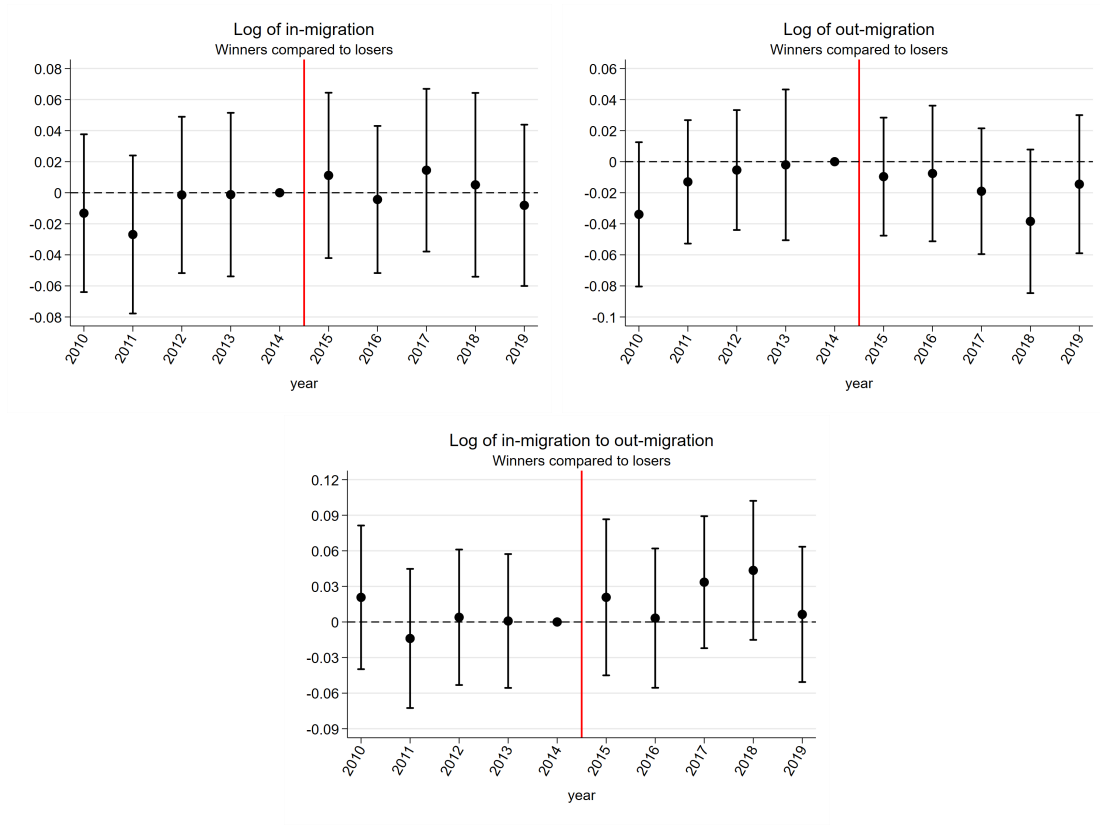 Log of in-migration
Winners compared to losers
0.08
0.06
0.04
0.02
0
-0.02
-0.04
-0.06
-0.08
2010 2011 2012 2013 2014 2015 2016 2017 2018 2019
year
Log of out-migration
Winners compared to losers
0.06
0.04
0.02
0
-0.02
-0.04
-0.06
-0.08
-0.1
2010 2011 2012 2013 2014 2015 2016 2017 2018 2019
year
Log of in-migration to out-migration
Winners compared to losers
0.12
0.09
0.06
0.03
0
-0.03
-0.06
-0.09
2010 2011 2012 2013 2014 2015 2016 2017 2018 2019
year